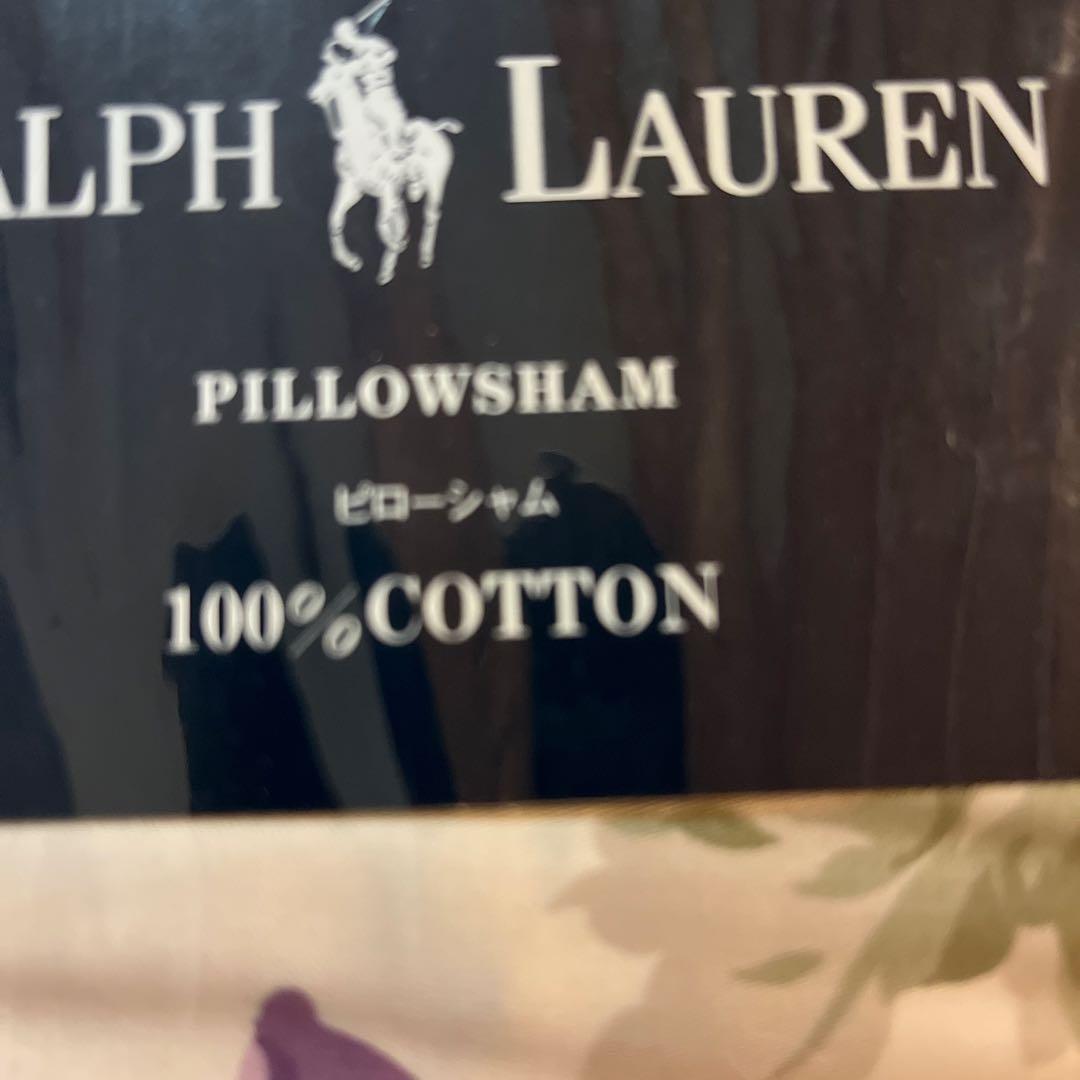 ALPH LAUREN
PILLOWSHAM
ピローシャム
100%COTTON